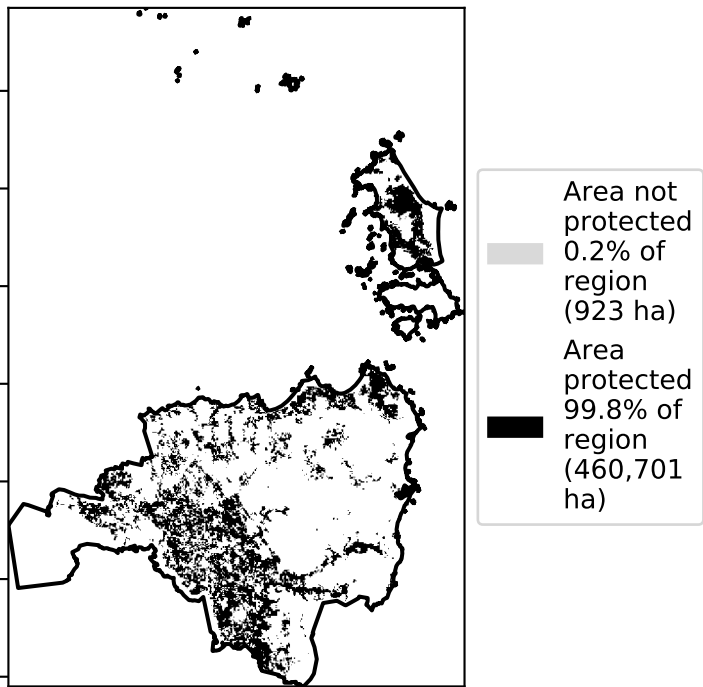 Area not
protected
0.2% of
region
(923 ha)
Area
protected
99.8% of
region
(460,701
ha)